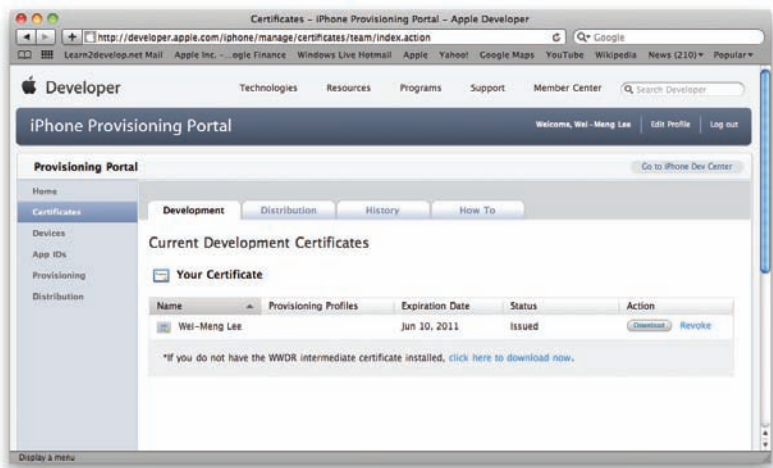 Certificates – iPhone Provisioning Portal – Apple Developer
http://developer.apple.com/iphone/manage/certificates/team/index.action
Google
Learn2develop.net Mail Apple Inc. – ...ogle Finance Windows Live Hotmail Apple Yahoo! Google Maps YouTube Wikipedia News (210) Popular
Developer Technologies Resources Programs Support Member Center Search Developer
iPhone Provisioning Portal Welcome, Wei-Meng Lee Edit Profile Log out
Provisioning Portal Go to iPhone Dev Center
Home
Certificates
Devices
App IDs
Provisioning
Distribution
Development Distribution History How To
Current Development Certificates
Your Certificate
Name Provisioning Profiles Expiration Date Status Action
Wei-Meng Lee Jun 10, 2011 Issued Download Revoke
*If you do not have the WWDR intermediate certificate installed, click here to download now.
Display a menu